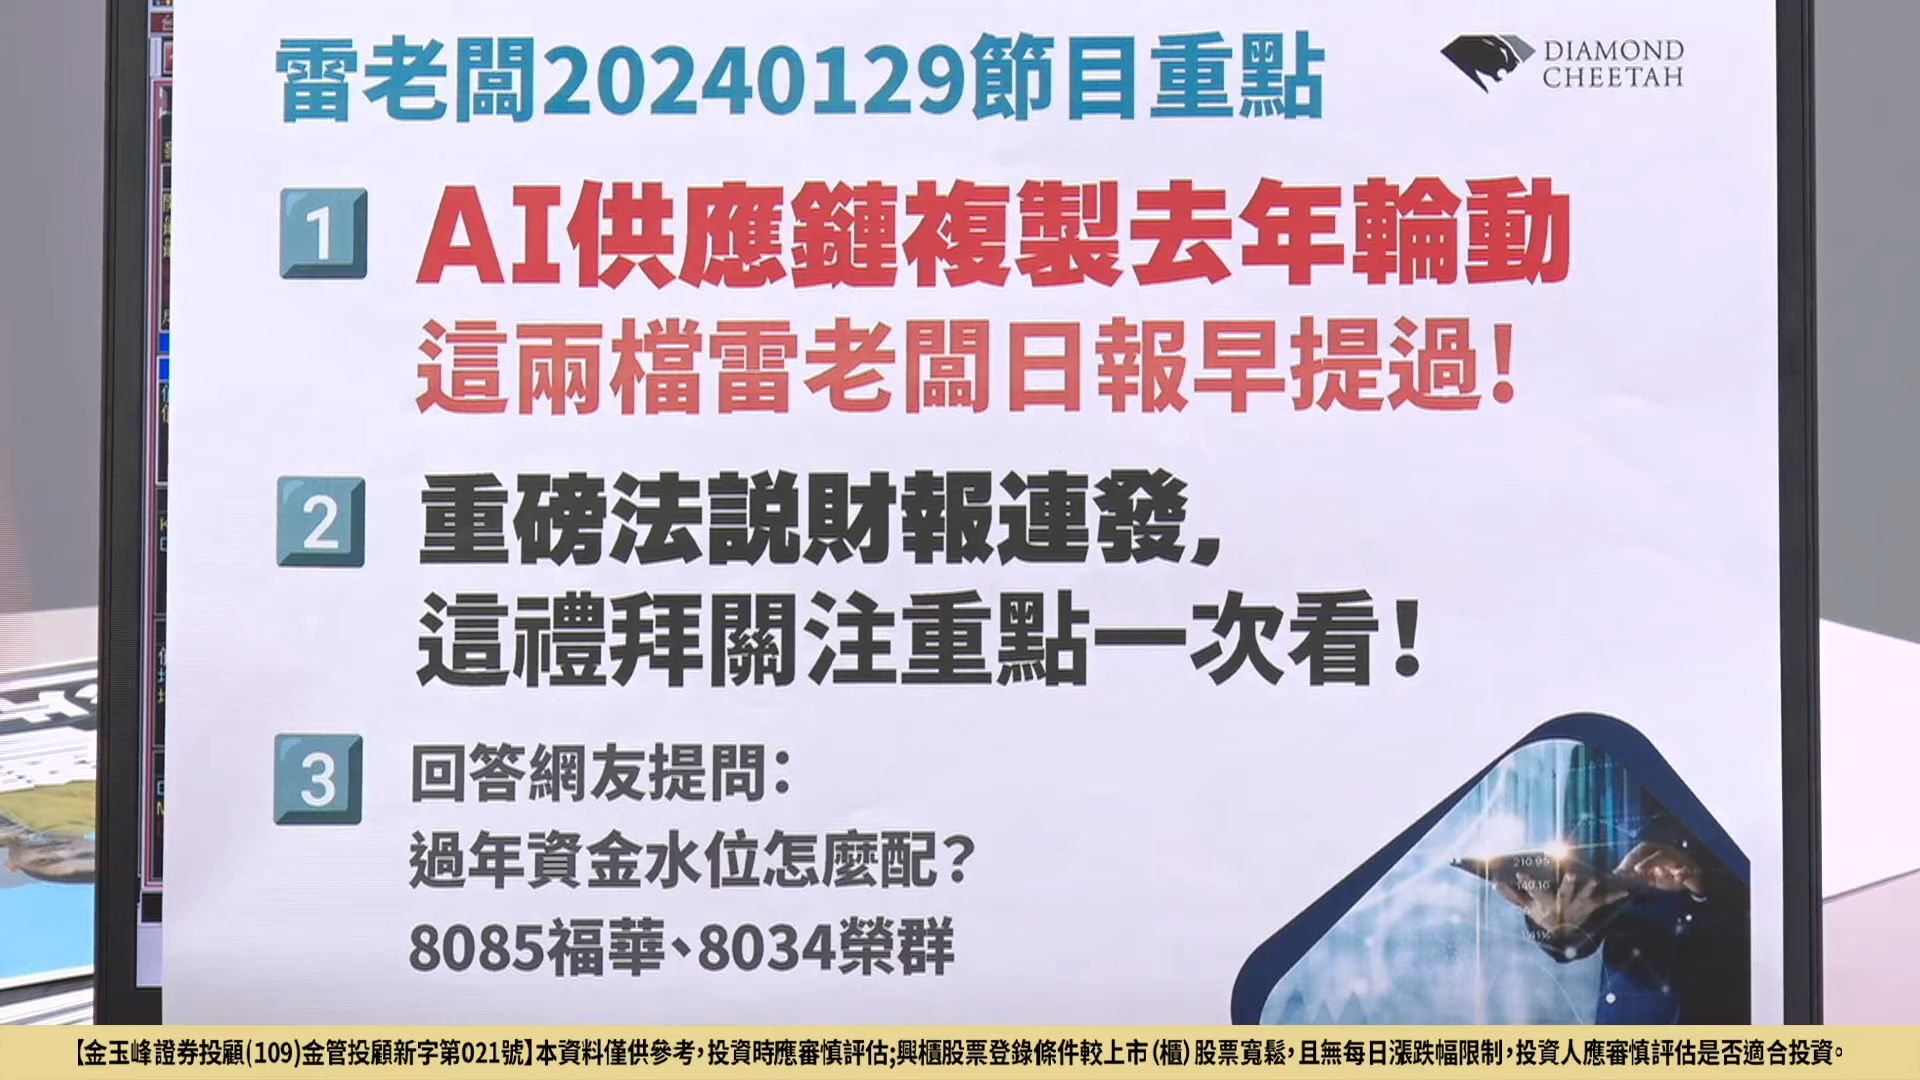 雷老闆20240129節目重點
DIAMOND
CHEETAH
1
AI供應鏈複製去年輪動
這兩檔雷老闆日報早提過！
2
重磅法説財報連發，
這禮拜關注重點一次看！
3
回答網友提問：
過年資金水位怎麼配？
8085福華、8034榮群
210.95
149.16
【金玉峰證券投顧(109)金管投顧新字第021號】本資料僅供參考，投資時應審慎評估;興櫃股票登錄條件較上市（櫃）股票寬鬆，且無每日漲跌幅限制，投資人應審慎評估是否適合投資。